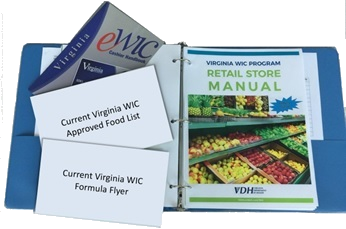 Virginia
eWIC
Virginia
Current Virginia WIC
Approved Food List
Current Virginia WIC
Formula Flyer
VIRGINIA WIC PROGRAM
RETAIL STORE
MANUAL
VDH